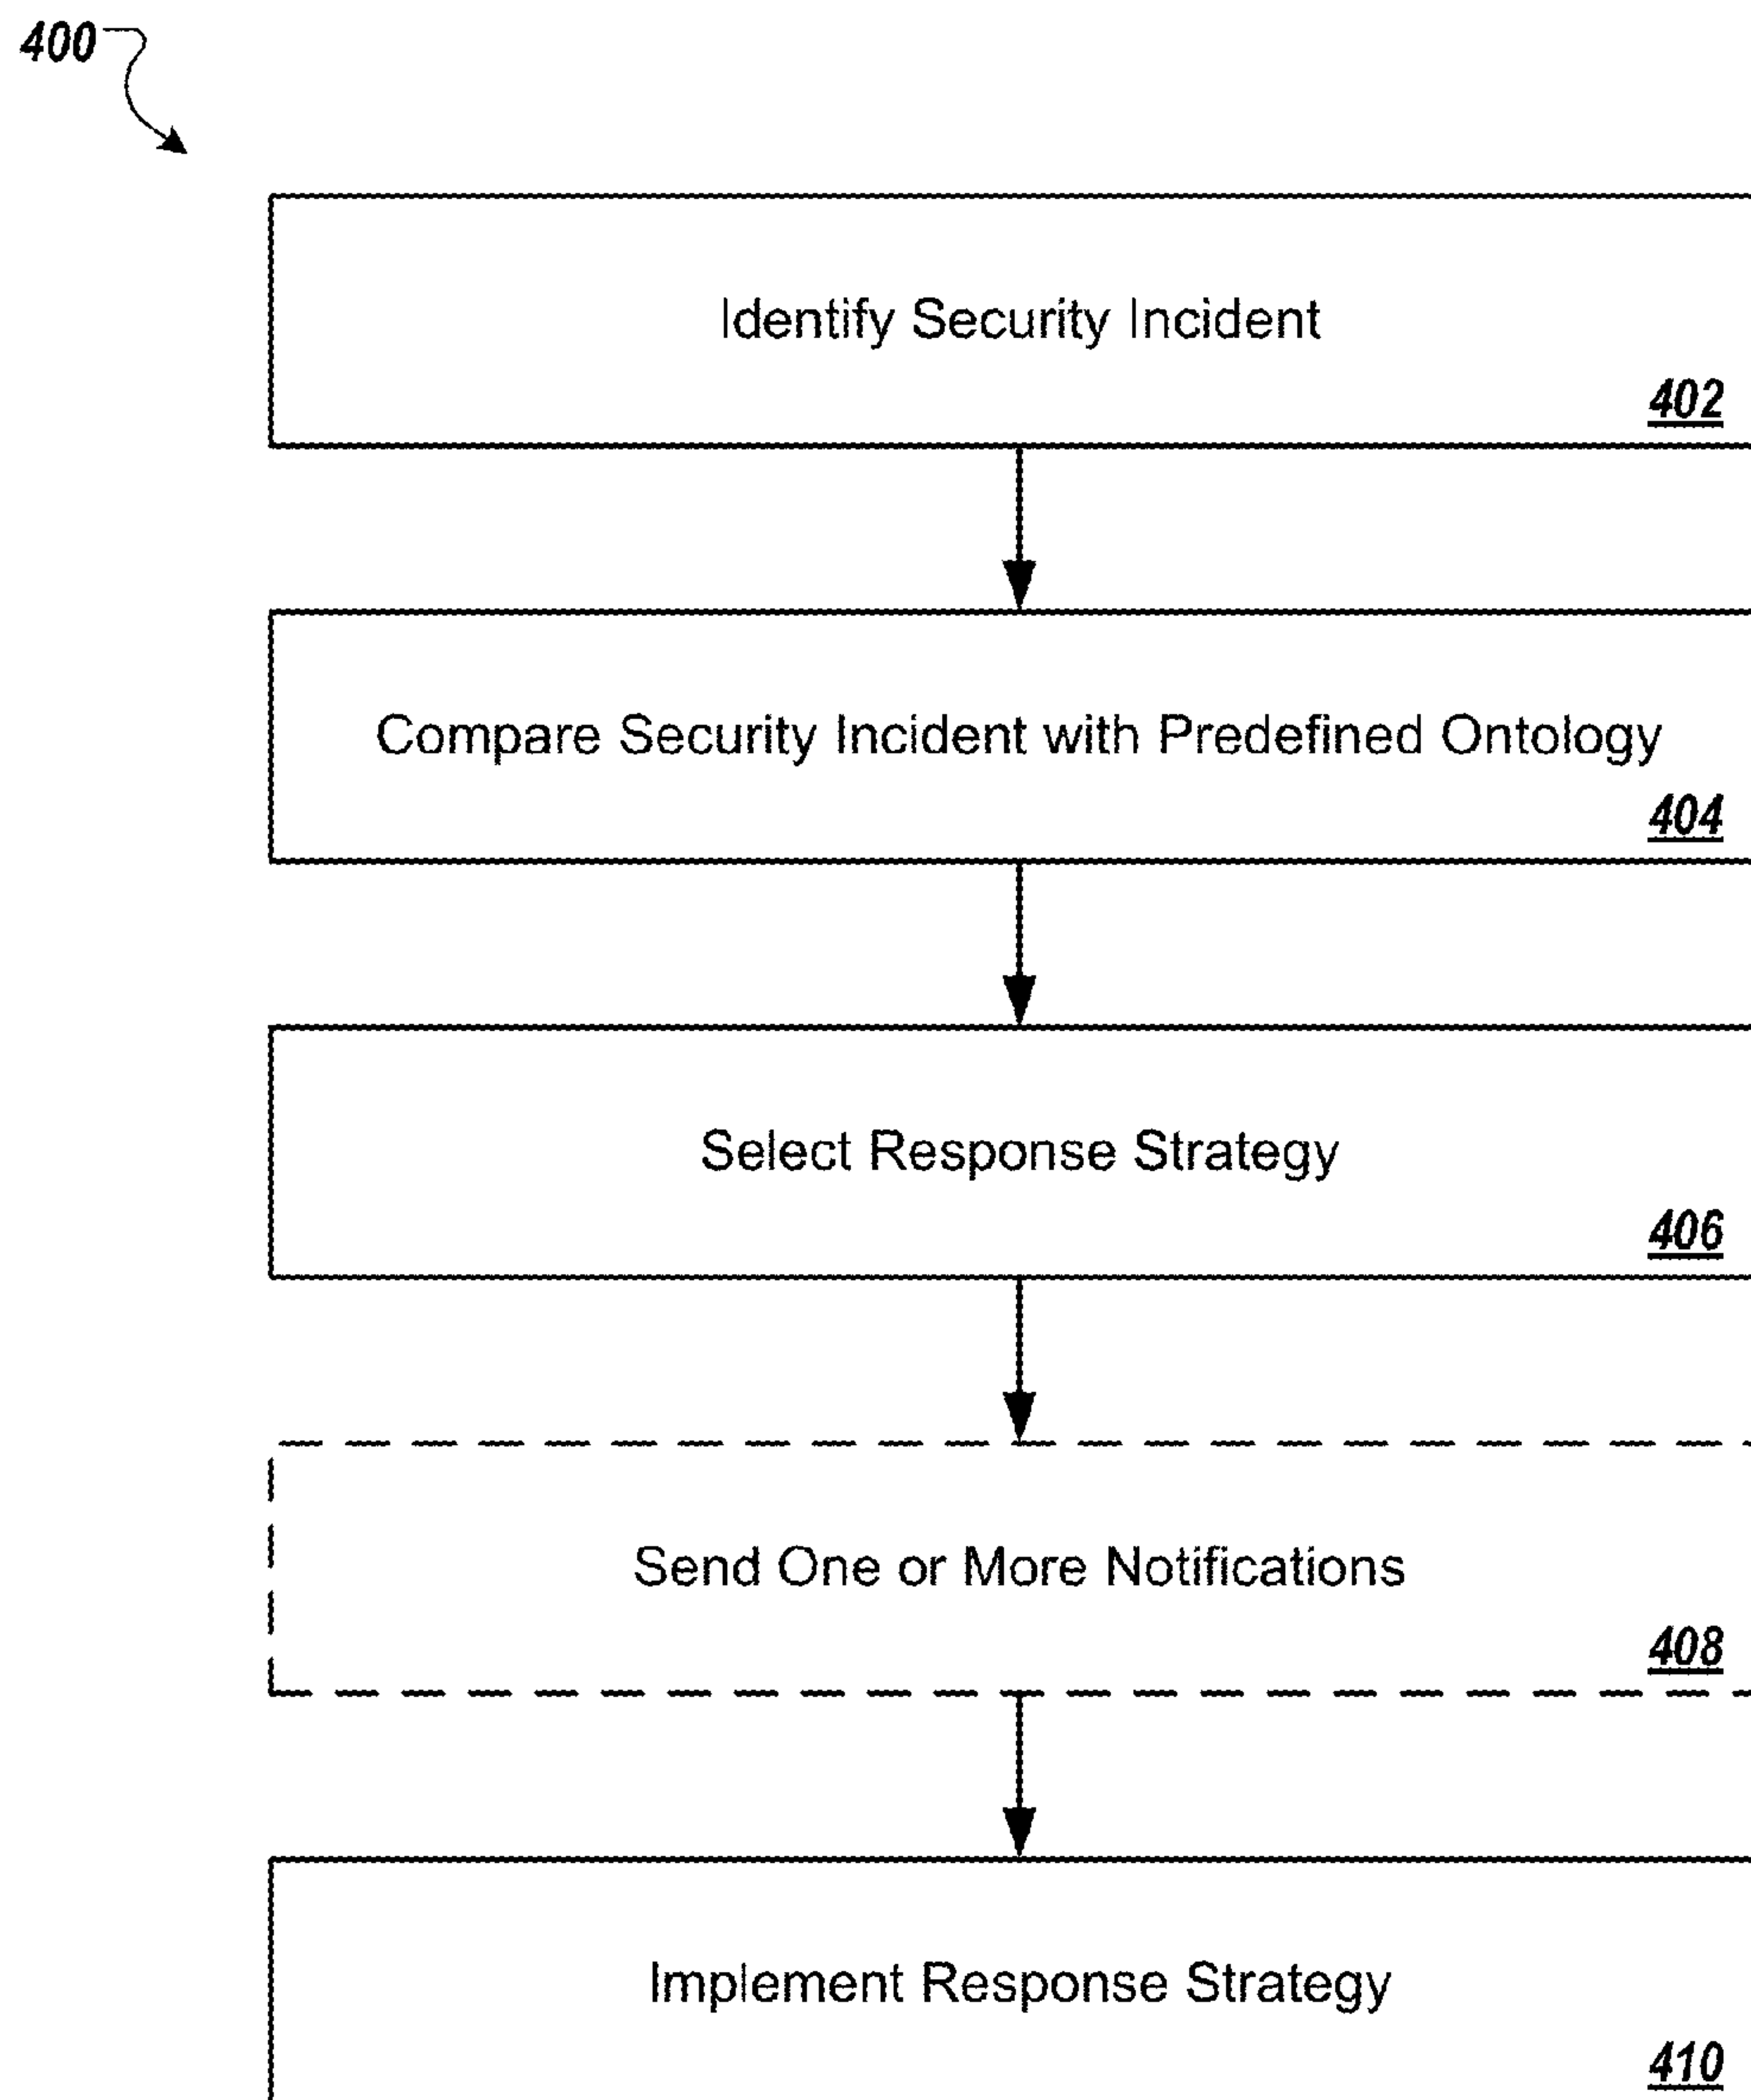 400
Identify Security Incident
402
Compare Security Incident with Predefined Ontology
404
Select Response Strategy
406
Send One or More Notifications
408
Implement Response Strategy
410